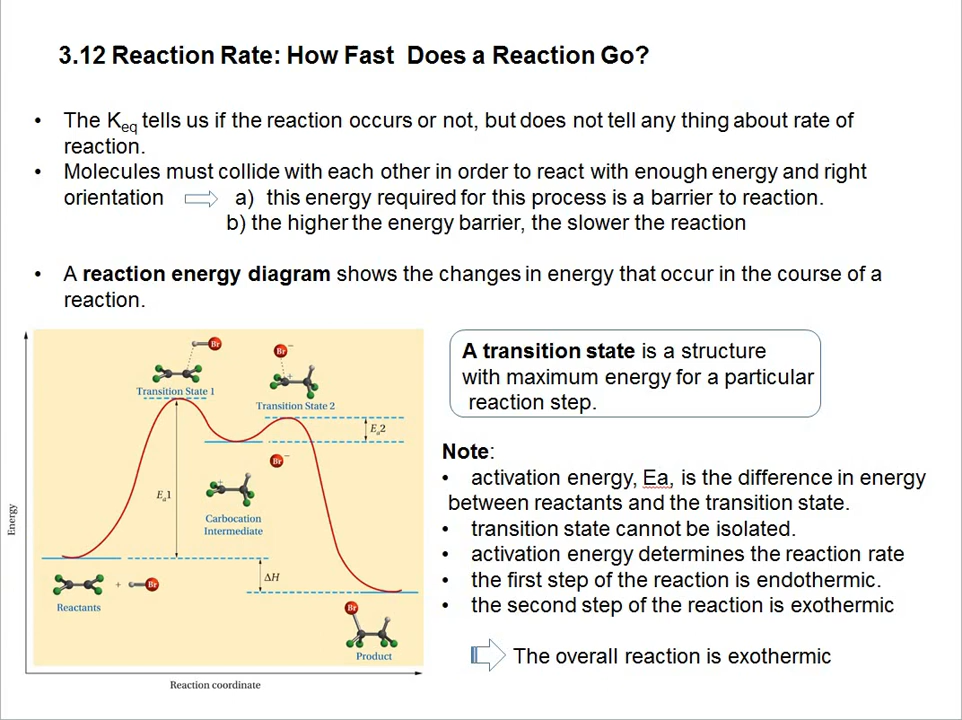 3.12 Reaction Rate: How Fast Does a Reaction Go?
• The Keq tells us if the reaction occurs or not, but does not tell any thing about rate of
reaction.
• Molecules must collide with each other in order to react with enough energy and right
orientation a) this energy required for this process is a barrier to reaction.
b) the higher the energy barrier, the slower the reaction
• A reaction energy diagram shows the changes in energy that occur in the course of a
reaction.
Br
Transition State 1
Br−
+
Transition State 2
Ea2
Br−
+
Ea1
Carbocation
Intermediate
Energy
ΔH
+ Br
Reactants
Br
Product
Reaction coordinate
A transition state is a structure
with maximum energy for a particular
reaction step.
Note:
• activation energy, Ea, is the difference in energy
between reactants and the transition state.
• transition state cannot be isolated.
• activation energy determines the reaction rate
• the first step of the reaction is endothermic.
• the second step of the reaction is exothermic
The overall reaction is exothermic